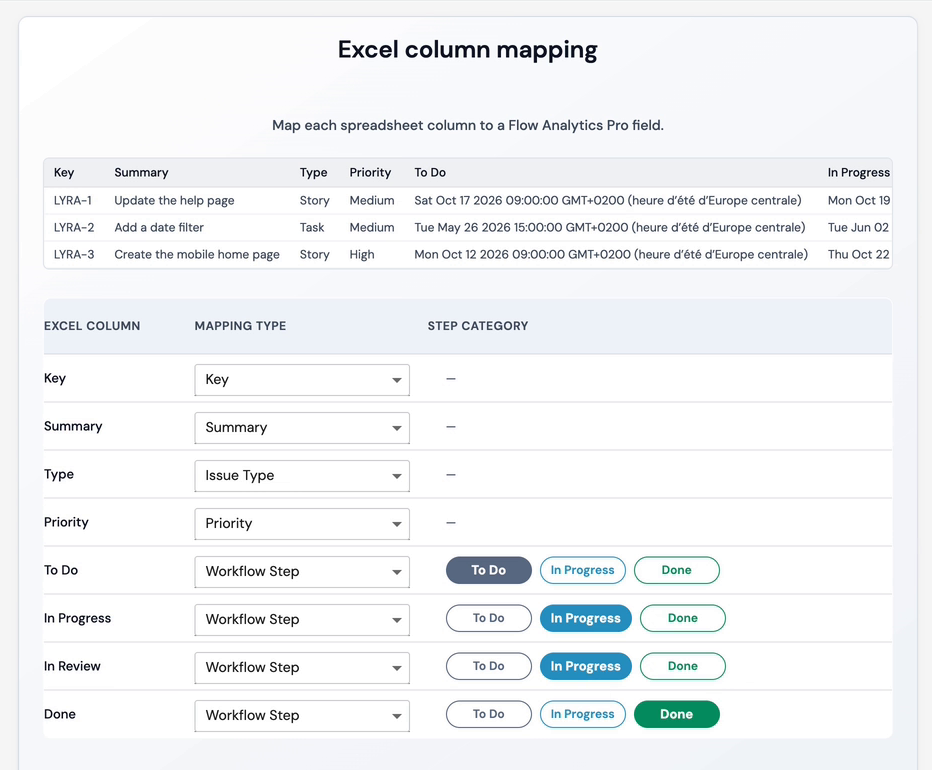 Excel column mapping
Map each spreadsheet column to a Flow Analytics Pro field.
Key Summary Type Priority To Do In Progress
LYRA-1 Update the help page Story Medium Sat Oct 17 2026 09:00:00 GMT+0200 (heure d’été d’Europe centrale) Mon Oct 19
LYRA-2 Add a date filter Task Medium Tue May 26 2026 15:00:00 GMT+0200 (heure d’été d’Europe centrale) Tue Jun 02
LYRA-3 Create the mobile home page Story High Mon Oct 12 2026 09:00:00 GMT+0200 (heure d’été d’Europe centrale) Thu Oct 22
EXCEL COLUMN MAPPING TYPE STEP CATEGORY
Key Key —
Summary Summary —
Type Issue Type —
Priority Priority —
To Do Workflow Step To Do In Progress Done
In Progress Workflow Step To Do In Progress Done
In Review Workflow Step To Do In Progress Done
Done Workflow Step To Do In Progress Done